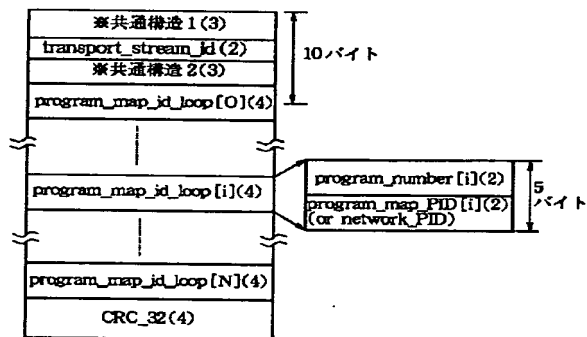 ※共通構造1(3)
transport_stream_id(2)
※共通構造2(3)
program_map_id_loop[0](4)
10バイト
program_map_id_loop[i](4)
program_number[i](2)
program_map_PID[i](2)
(or network_PID)
5
バイト
program_map_id_loop[N](4)
CRC_32(4)